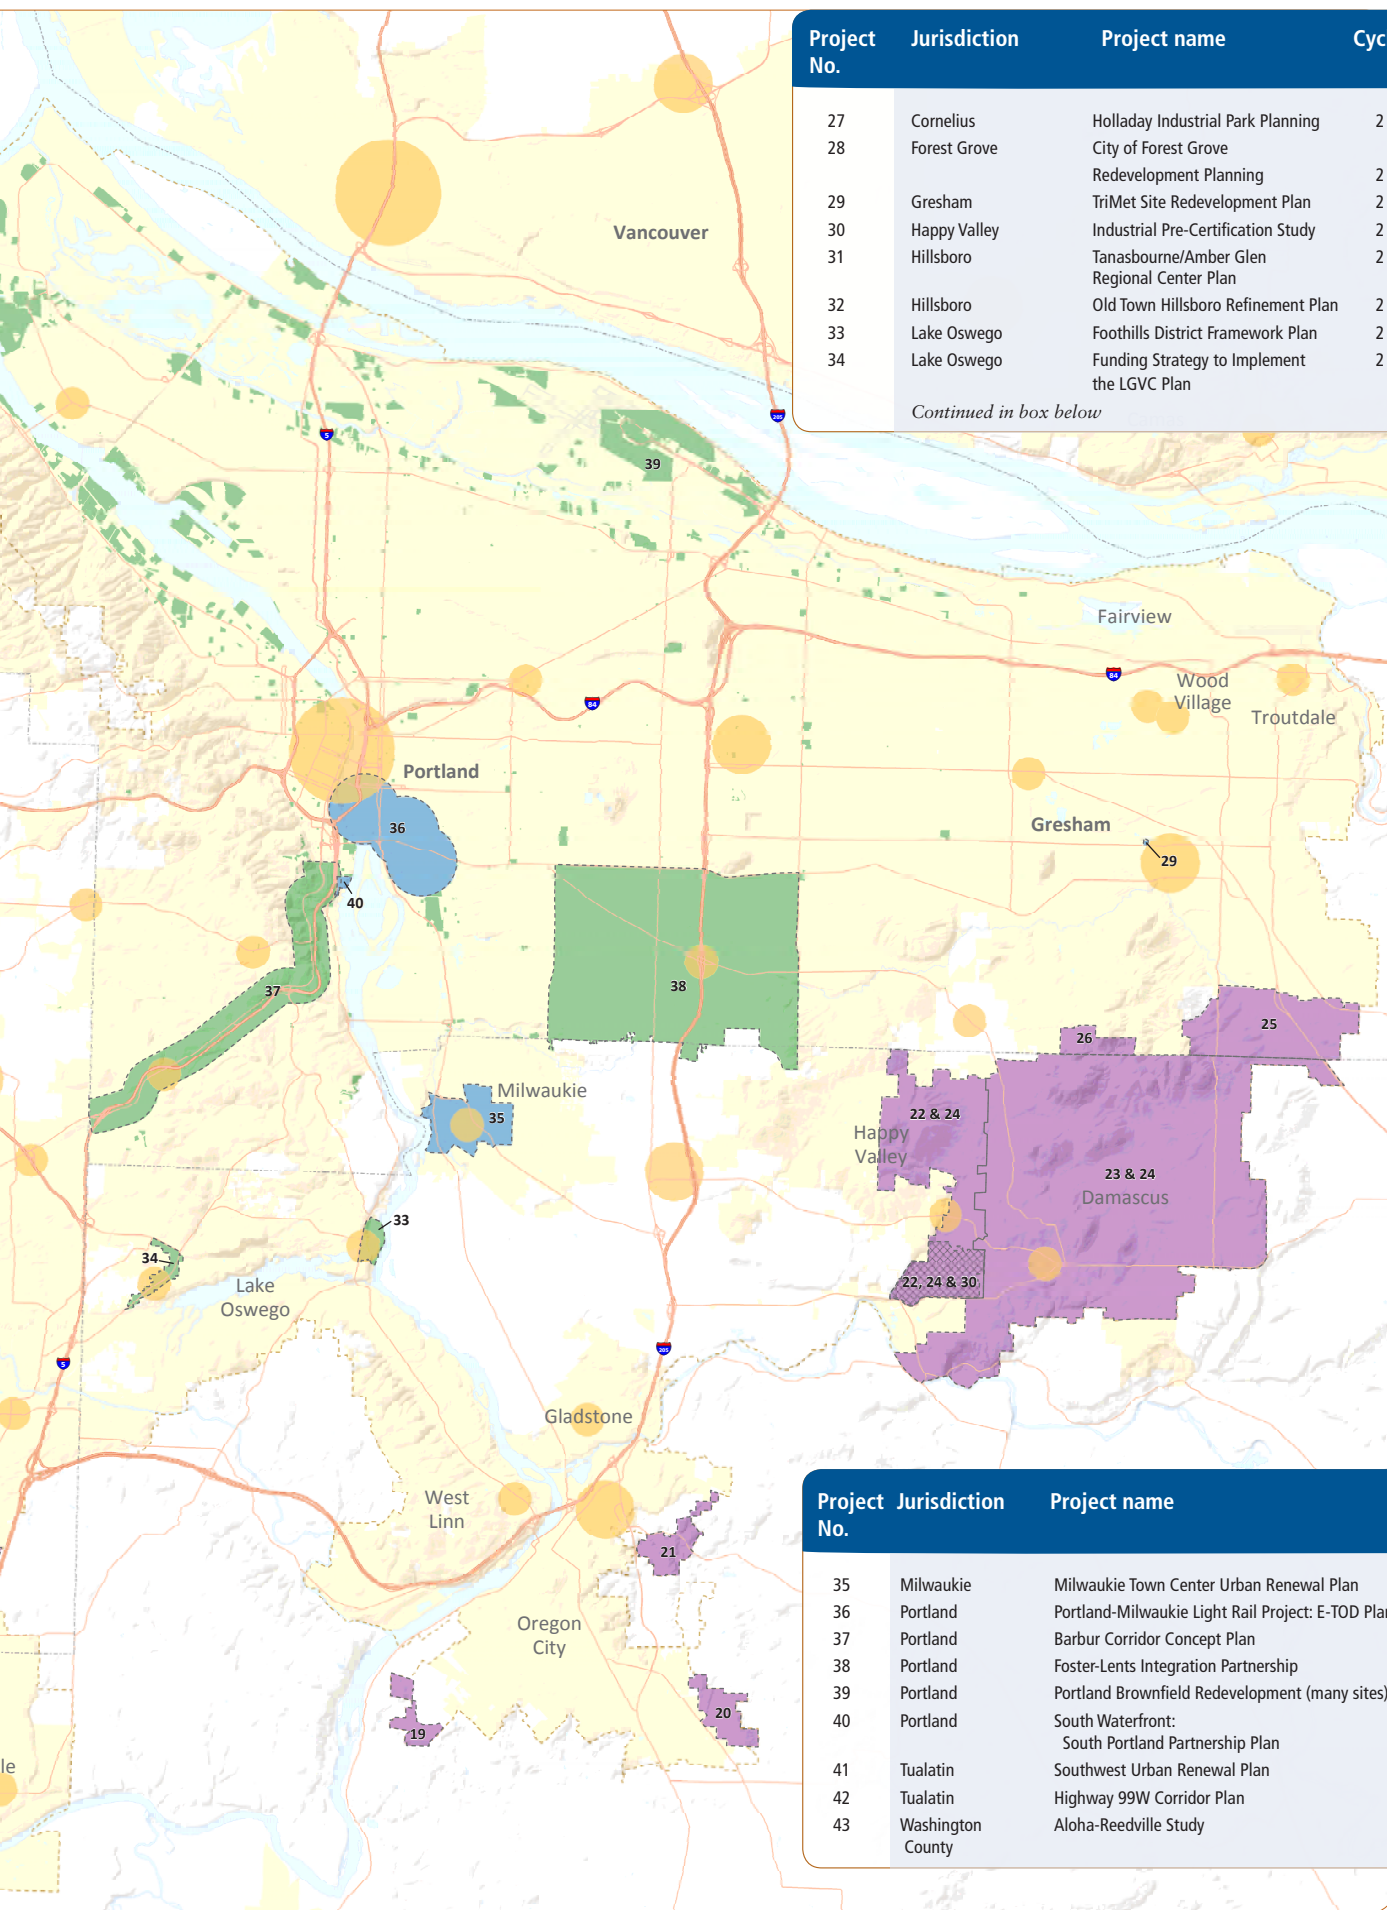 Project Jurisdiction Project name Cyc
No.
27 Cornelius Holladay Industrial Park Planning 2
28 Forest Grove City of Forest Grove
Redevelopment Planning 2
29 Gresham TriMet Site Redevelopment Plan 2
30 Happy Valley Industrial Pre-Certification Study 2
31 Hillsboro Tanasbourne/Amber Glen 2
Regional Center Plan
32 Hillsboro Old Town Hillsboro Refinement Plan 2
33 Lake Oswego Foothills District Framework Plan 2
34 Lake Oswego Funding Strategy to Implement 2
the LGVC Plan
Continued in box below
Vancouver
205
5
39
Fairview
84
Wood
Village
84
Troutdale
Portland
Gresham
36
29
40
38
37
25
26
Milwaukie
35
22 & 24
Happy
Valley
23 & 24
Damascus
33
34
22, 24 & 30
Lake
Oswego
205
5
Gladstone
West
Linn
21
Oregon
City
20
19
le
Project Jurisdiction Project name
No.
35 Milwaukie Milwaukie Town Center Urban Renewal Plan
36 Portland Portland-Milwaukie Light Rail Project: E-TOD Plan
37 Portland Barbur Corridor Concept Plan
38 Portland Foster-Lents Integration Partnership
39 Portland Portland Brownfield Redevelopment (many sites)
40 Portland South Waterfront:
South Portland Partnership Plan
41 Tualatin Southwest Urban Renewal Plan
42 Tualatin Highway 99W Corridor Plan
43 Washington Aloha-Reedville Study
County